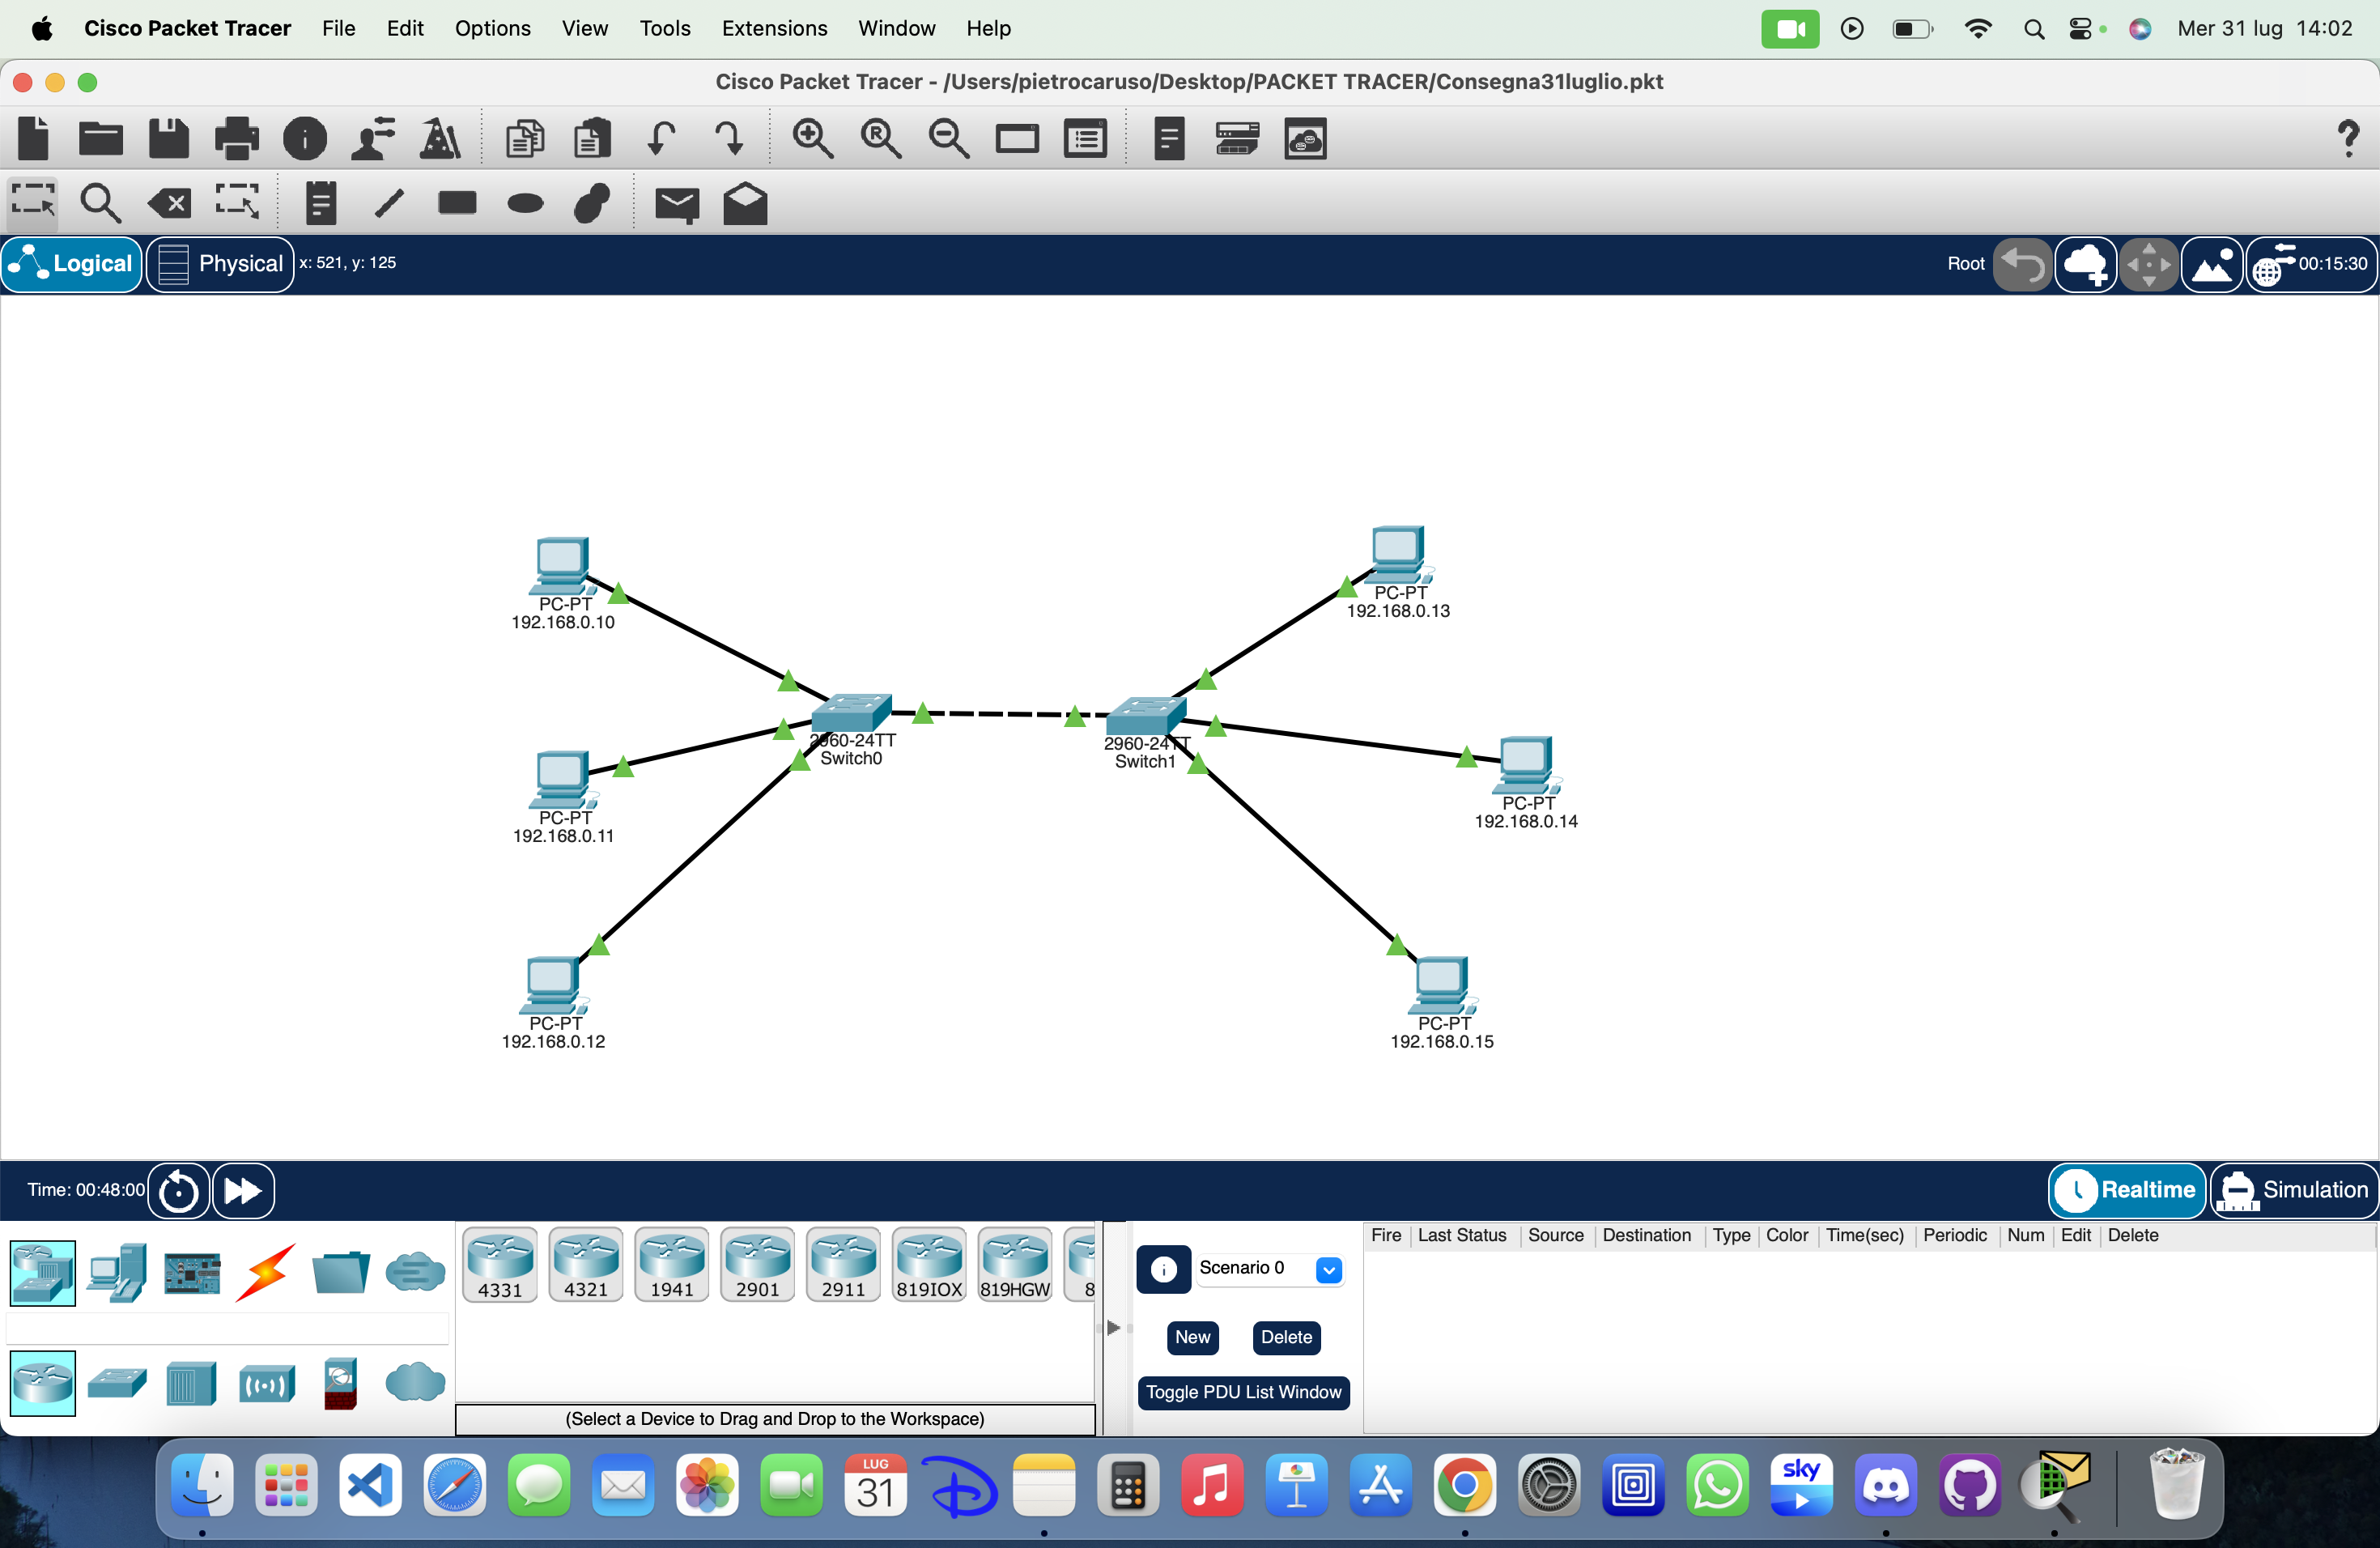 Cisco Packet Tracer File Edit Options View Tools Extensions Window Help Mer 31 lug 14:02
Cisco Packet Tracer - /Users/pietrocaruso/Desktop/PACKET TRACER/Consegna31luglio.pkt
Logical Physical x: 521, y: 125 Root 00:15:30
PC-PT
192.168.0.10
PC-PT
192.168.0.13
2960-24TT
Switch0
2960-24TT
Switch1
PC-PT
192.168.0.11
PC-PT
192.168.0.14
PC-PT
192.168.0.12
PC-PT
192.168.0.15
Time: 00:48:00 Realtime Simulation
4331 4321 1941 2901 2911 819IOX 819HGW 8
(Select a Device to Drag and Drop to the Workspace)
Scenario 0
New Delete
Toggle PDU List Window
Fire Last Status Source Destination Type Color Time(sec) Periodic Num Edit Delete
LUG
31
sky